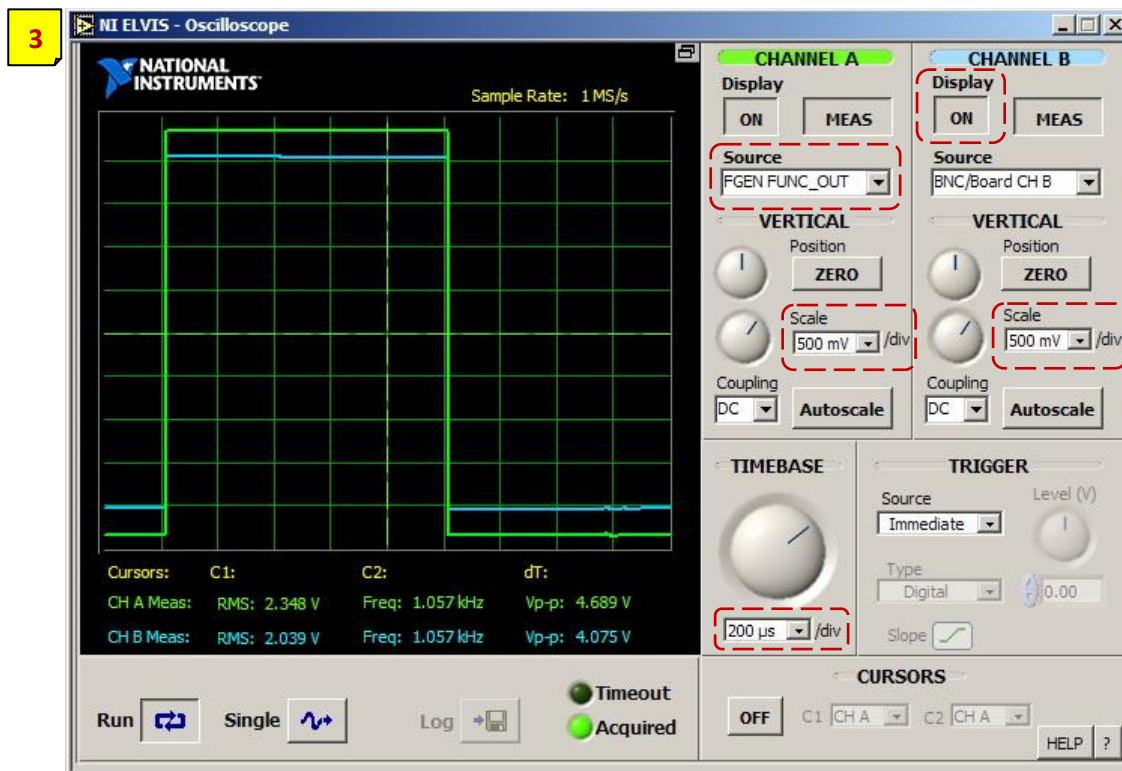 3
NI ELVIS - Oscilloscope
NATIONAL
INSTRUMENTS™
Sample Rate: 1 MS/s
Cursors: C1: C2: dT:
CH A Meas: RMS: 2.348 V Freq: 1.057 kHz Vp-p: 4.689 V
CH B Meas: RMS: 2.039 V Freq: 1.057 kHz Vp-p: 4.075 V
Run Single Log Timeout
Acquired
CHANNEL A
Display
ON MEAS
Source
FGEN FUNC_OUT
VERTICAL
Position
ZERO
Scale
500 mV /div
Coupling
DC Autoscale
CHANNEL B
Display
ON MEAS
Source
BNC/Board CH B
VERTICAL
Position
ZERO
Scale
500 mV /div
Coupling
DC Autoscale
TIMEBASE
200 µs /div
TRIGGER
Source Level (V)
Immediate
Type
Digital 0.00
Slope
CURSORS
OFF C1 CH A C2 CH A
HELP ?